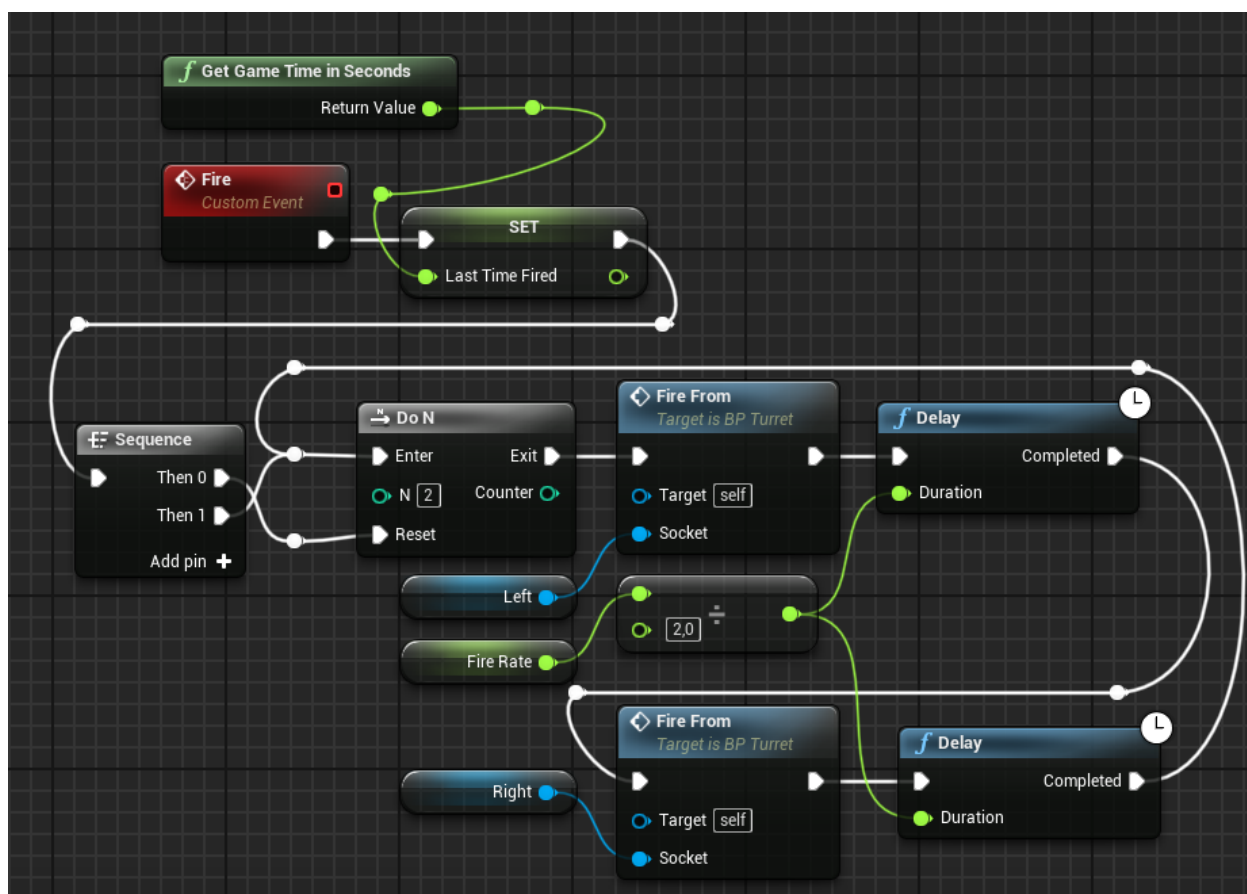 Get Game Time in Seconds
Return Value
Fire
Custom Event
SET
Last Time Fired
Sequence
Then 0
Then 1
Add pin
Do N
Enter
Exit
N 2
Counter
Reset
Fire From
Target is BP Turret
Target self
Socket
Delay
Completed
Duration
Left
Fire Rate
2,0
÷
Fire From
Target is BP Turret
Target self
Socket
Right
Delay
Completed
Duration